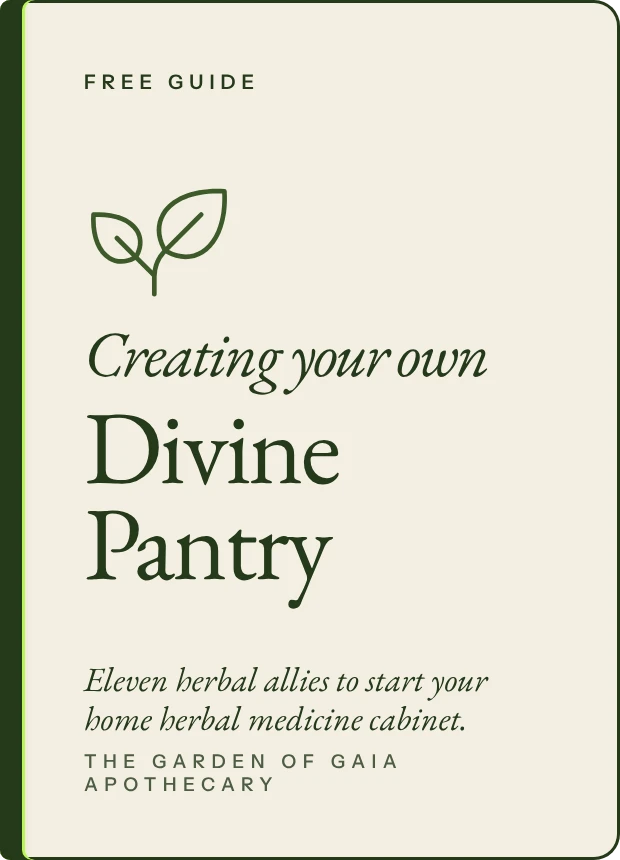 FREE GUIDE
Creating your own
Divine
Pantry
Eleven herbal allies to start your
home herbal medicine cabinet.
THE GARDEN OF GAIA
APOTHECARY